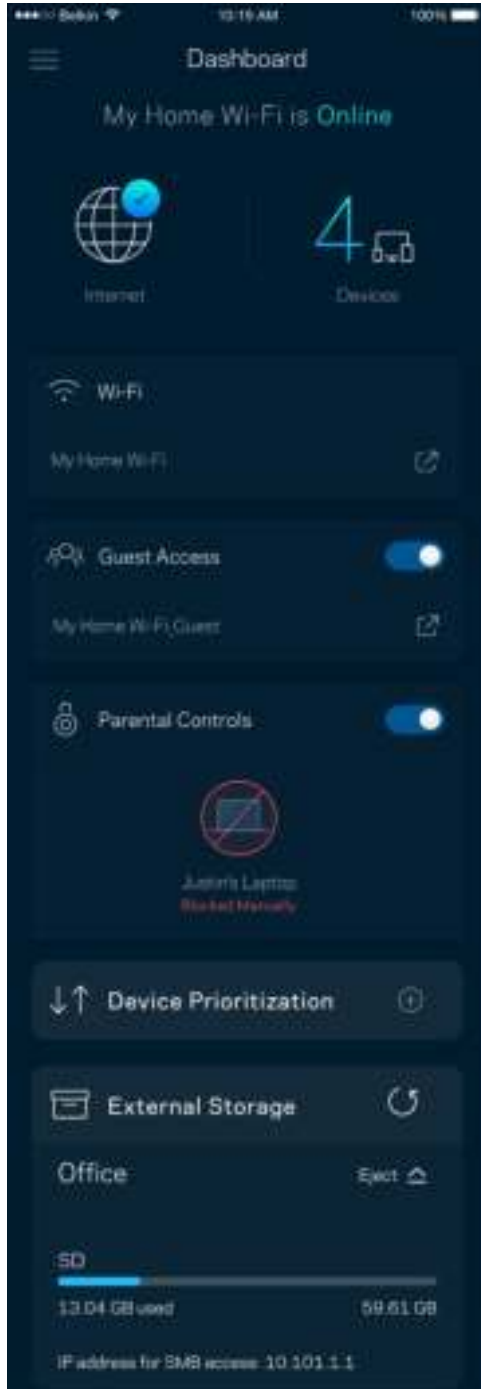 Belkin 10:15 AM 100%
Dashboard
My Home Wi-Fi is Online
4
Internet
Devices
Wi-Fi
My Home Wi-Fi
Guest Access
My Home Wi-Fi_Guest
Parental Controls
Justin's Laptop
Blocked Manually
Device Prioritization
External Storage
Office
Eject
SD
13.04 GB used
59.61 GB
IP address for SMB access: 10.101.1.1